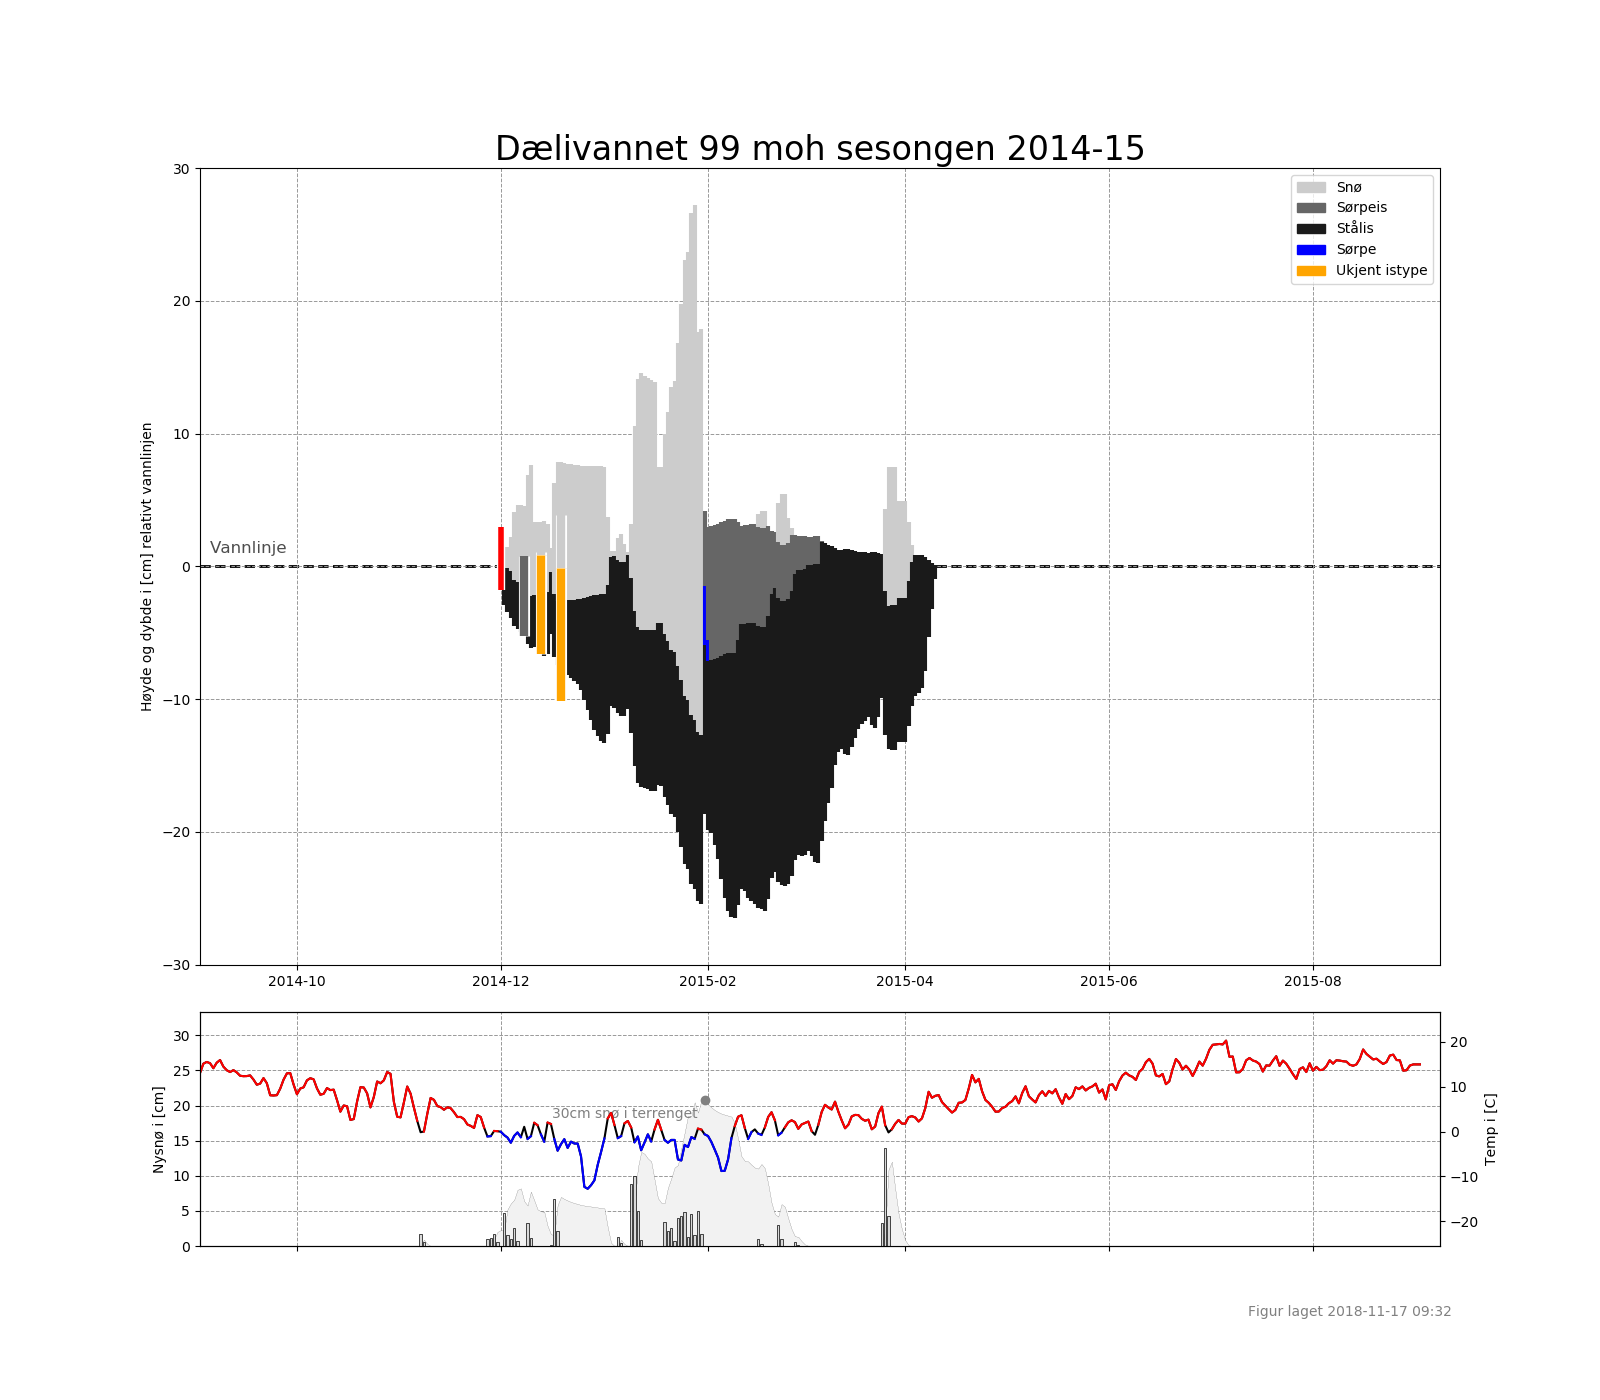 Dælivannet 99 moh sesongen 2014-15
Høyde og dybde i [cm] relativt vannlinjen
30
20
10
0
−10
−20
−30
Vannlinje
Snø
Sørpeis
Stålis
Sørpe
Ukjent istype
2014-10
2014-12
2015-02
2015-04
2015-06
2015-08
Nysnø i [cm]
30
25
20
15
10
5
0
30cm snø i terrenget
20
10
0
−10
−20
Temp i [C]
Figur laget 2018-11-17 09:32